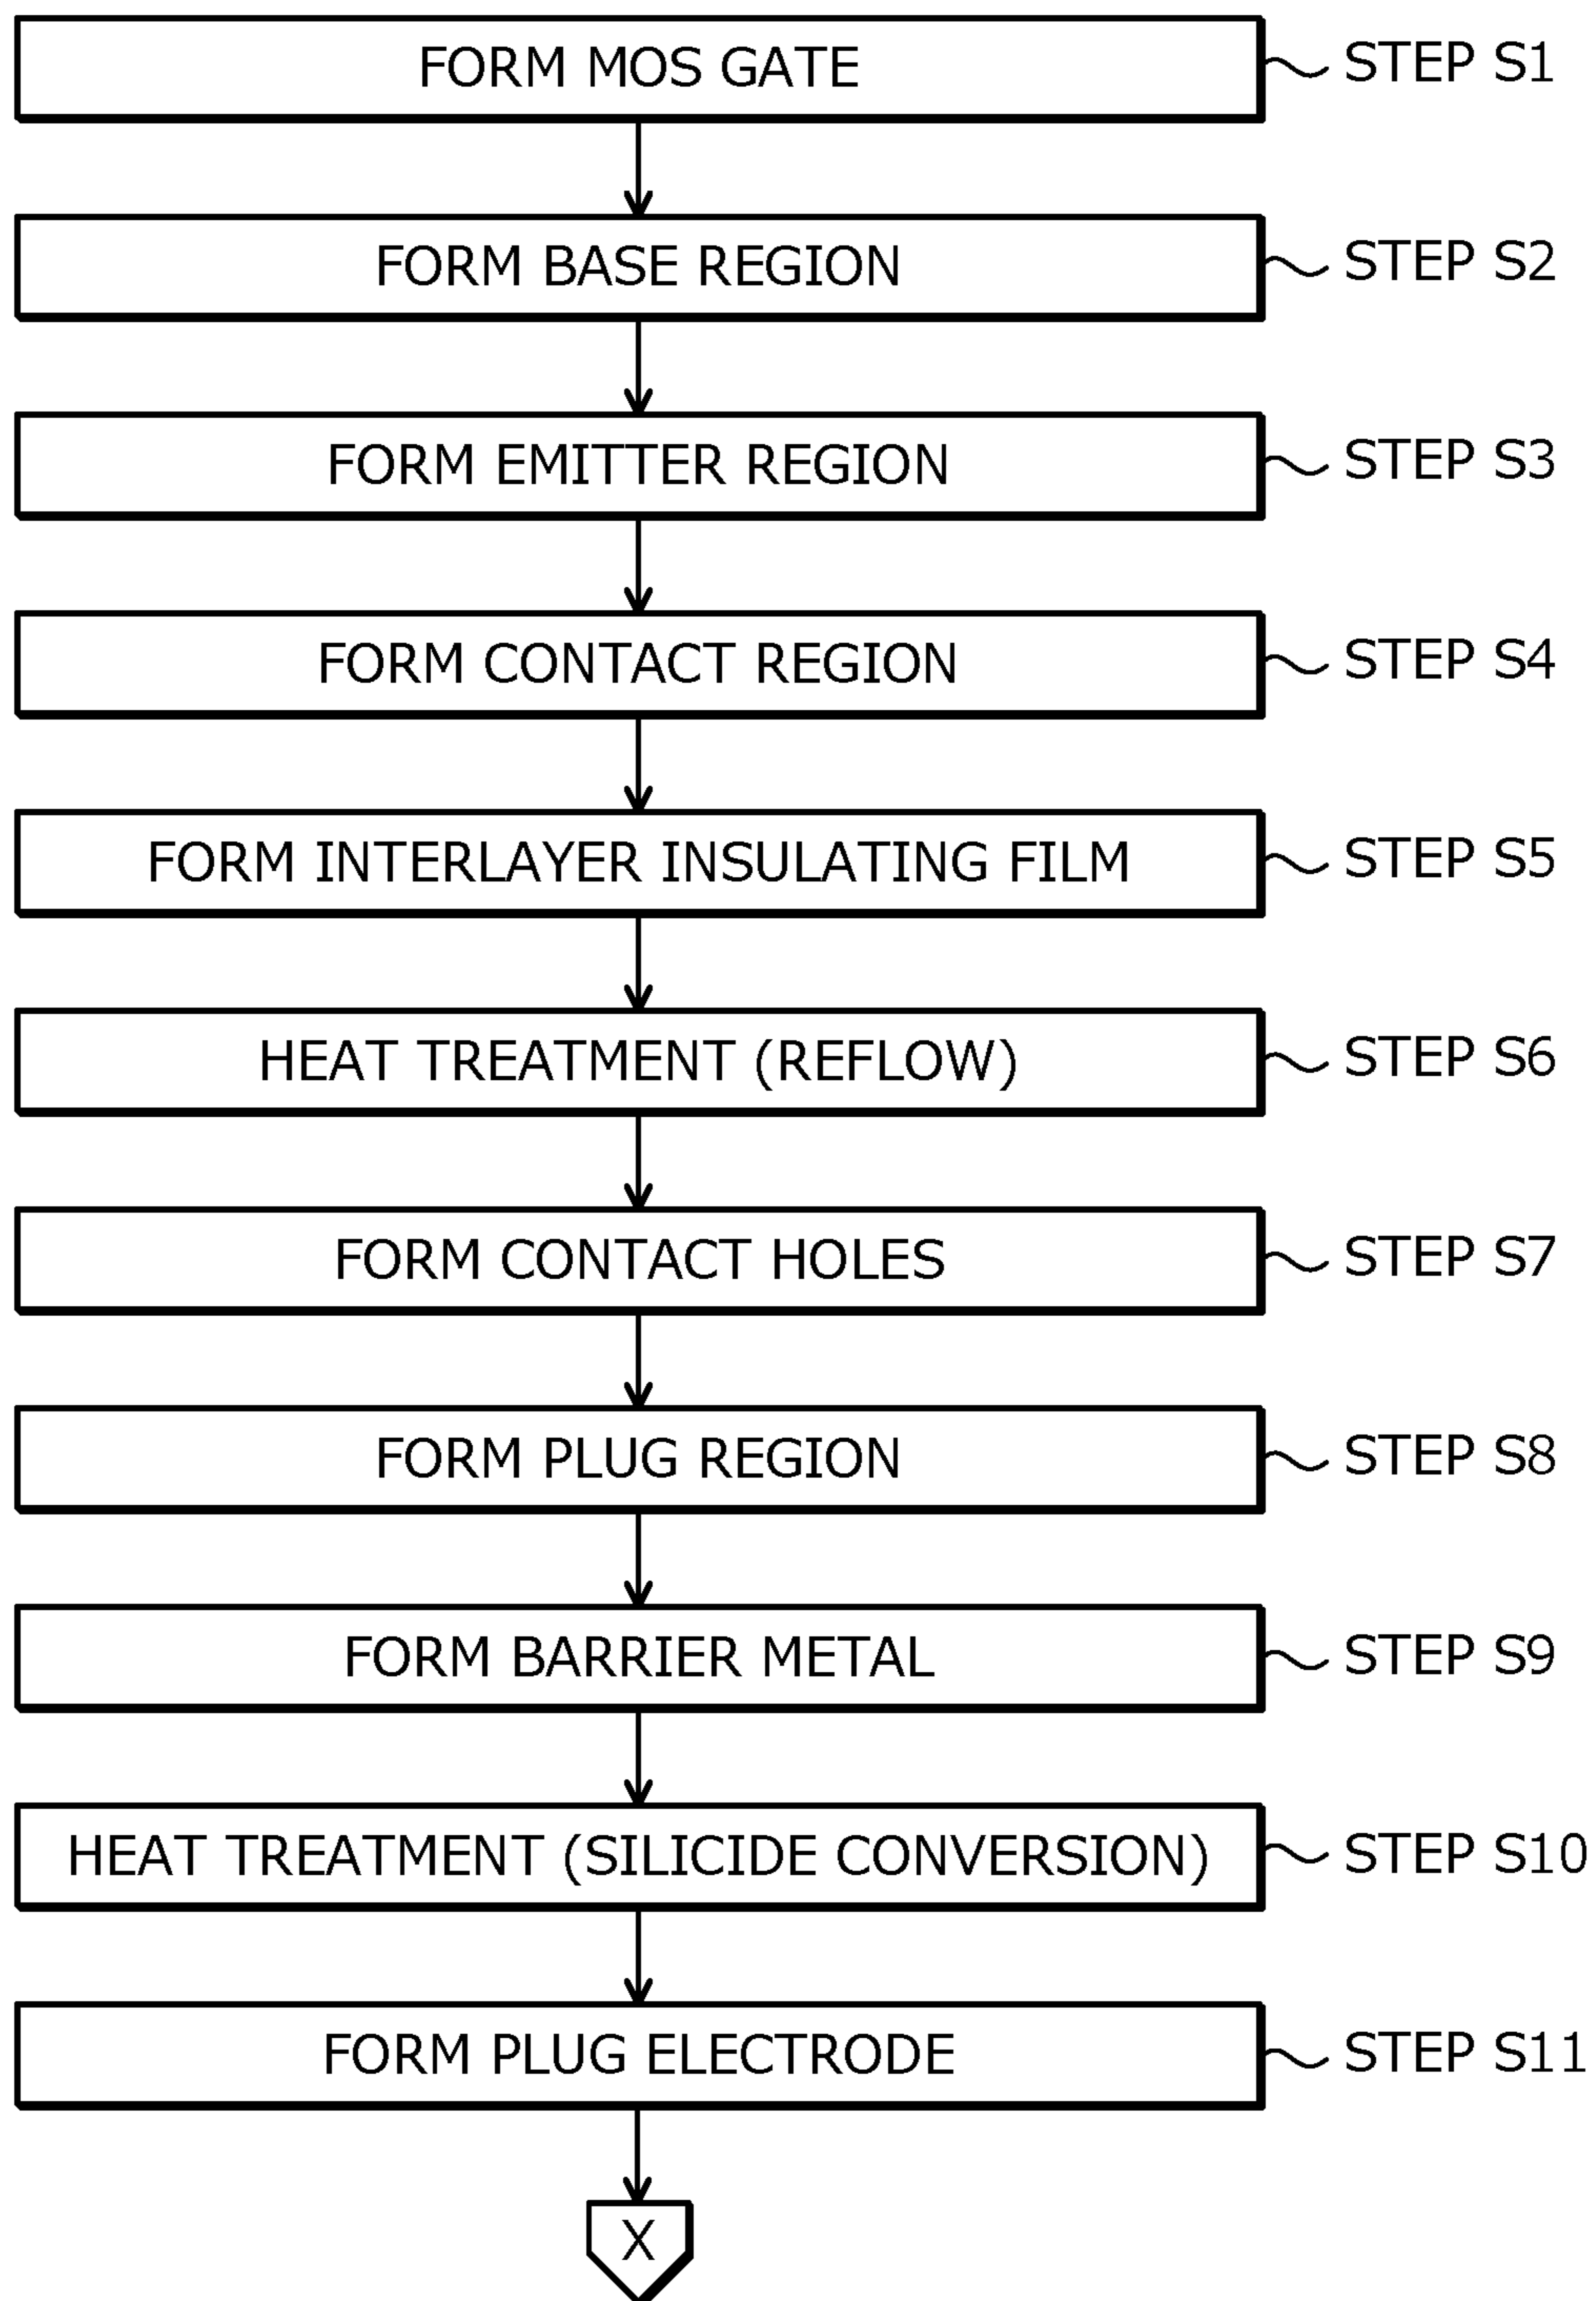 FORM MOS GATE STEP S1
FORM BASE REGION STEP S2
FORM EMITTER REGION STEP S3
FORM CONTACT REGION STEP S4
FORM INTERLAYER INSULATING FILM STEP S5
HEAT TREATMENT (REFLOW) STEP S6
FORM CONTACT HOLES STEP S7
FORM PLUG REGION STEP S8
FORM BARRIER METAL STEP S9
HEAT TREATMENT (SILICIDE CONVERSION) STEP S10
FORM PLUG ELECTRODE STEP S11
X